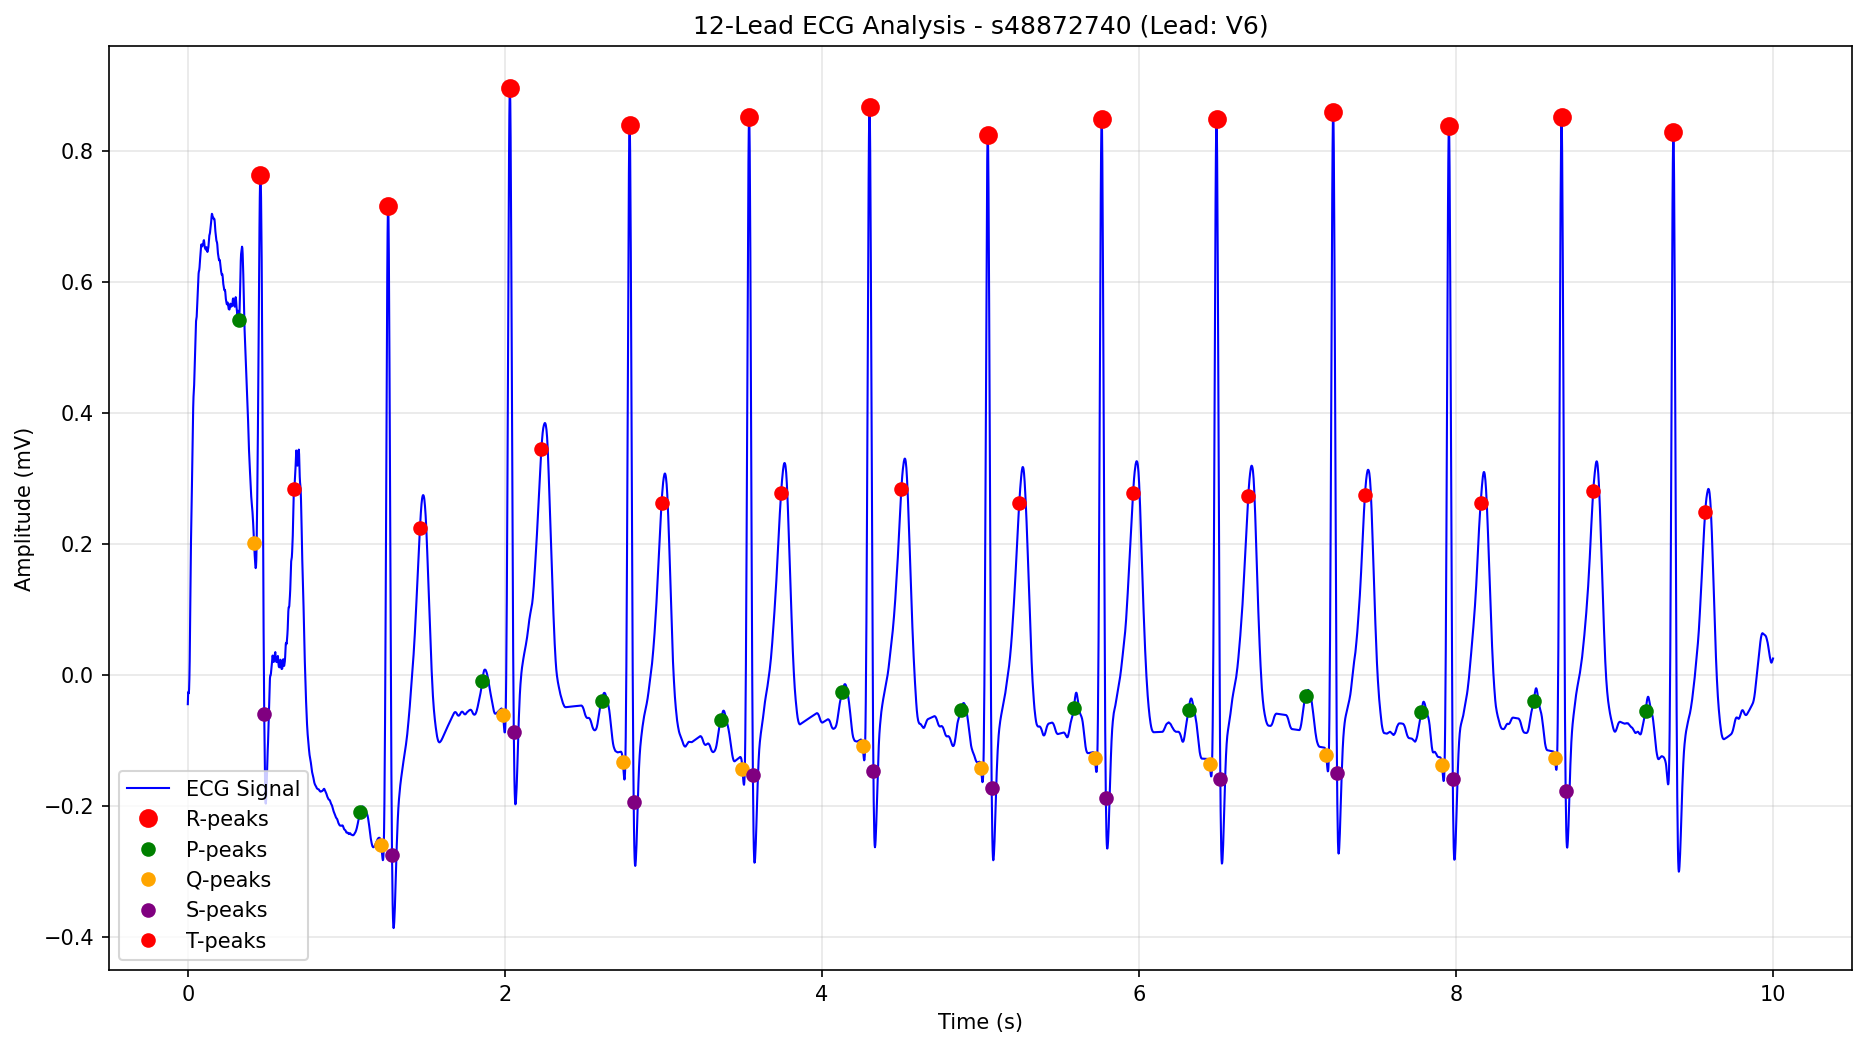 12-Lead ECG Analysis - s48872740 (Lead: V6)
Amplitude (mV)
0.8
0.6
0.4
0.2
0.0
−0.2
−0.4
ECG Signal
R-peaks
P-peaks
Q-peaks
S-peaks
T-peaks
0 2 4 6 8 10
Time (s)